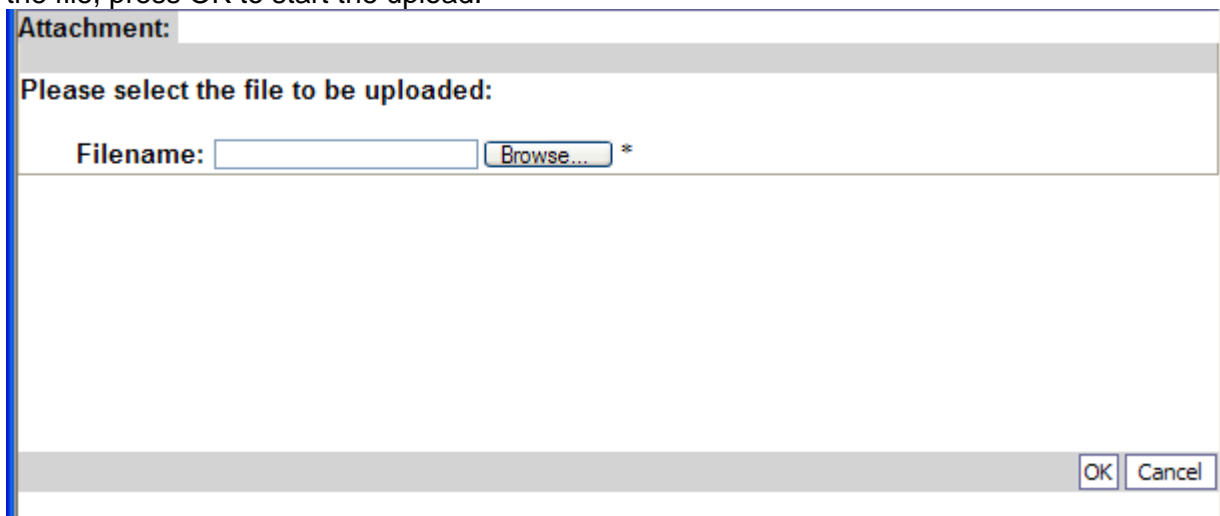 the file, press OK to start the upload.
Attachment:
Please select the file to be uploaded:
Filename: Browse... *
OK Cancel